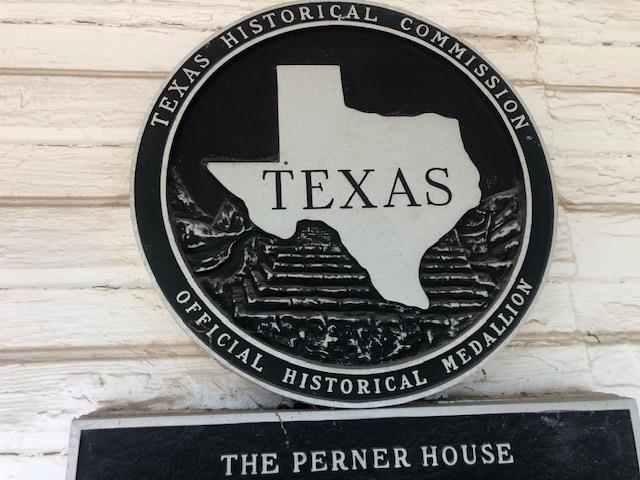 TEXAS HISTORICAL COMMISSION
TEXAS
OFFICIAL HISTORICAL MEDALLION
THE PERNER HOUSE